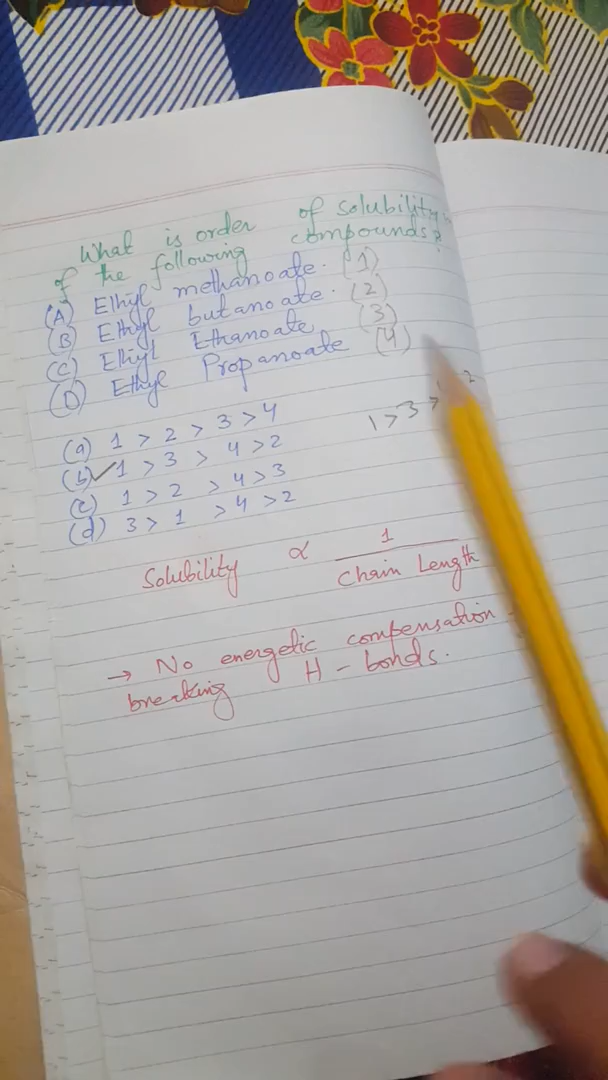 What is order of solubility
of the following compounds?
(A) Ethyl methanoate. (1)
(B) Ethyl butanoate. (2)
(C) Ethyl Ethanoate (3)
(D) Ethyl Propanoate (4)
(a) 1 > 2 > 3 > 4
(b) ✓ 1 > 3 > 4 > 2
(c) 1 > 2 > 4 > 3
(d) 3 > 1 > 4 > 2
1 > 3 > 2
Solubility ∝ 1 / Chain Length
→ No energetic compensation
breaking H - bonds.